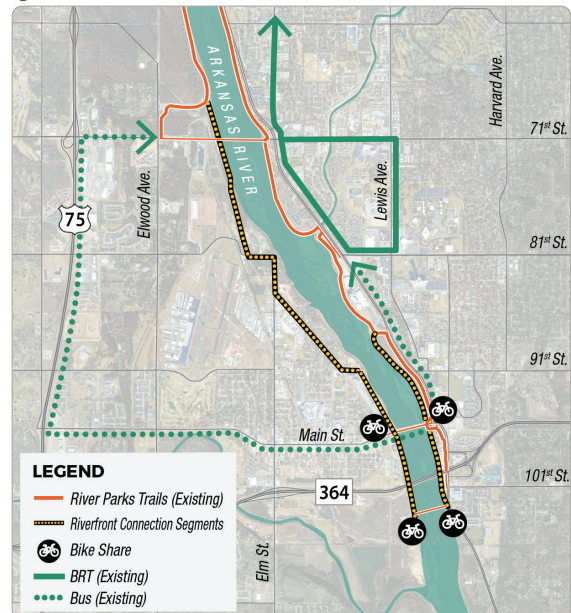 ARKANSAS RIVER
Harvard Ave.
71st St.
Elwood Ave.
Lewis Ave.
75
81st St.
91st St.
Main St.
101st St.
364
Elm St.
LEGEND
River Parks Trails (Existing)
Riverfront Connection Segments
Bike Share
BRT (Existing)
Bus (Existing)